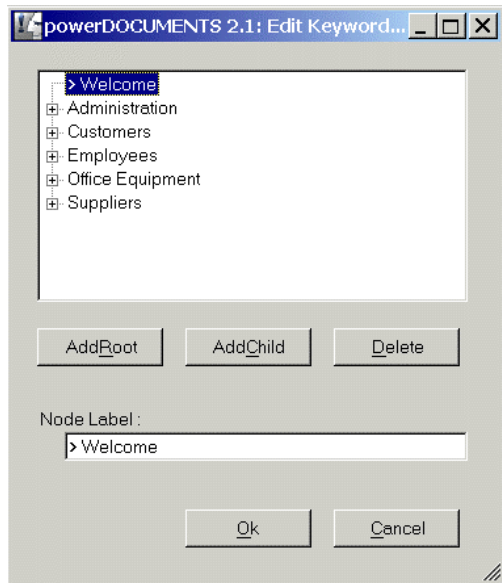 powerDOCUMENTS 2.1: Edit Keyword...
> Welcome
Administration
Customers
Employees
Office Equipment
Suppliers
AddRoot AddChild Delete
Node Label :
> Welcome
Ok Cancel